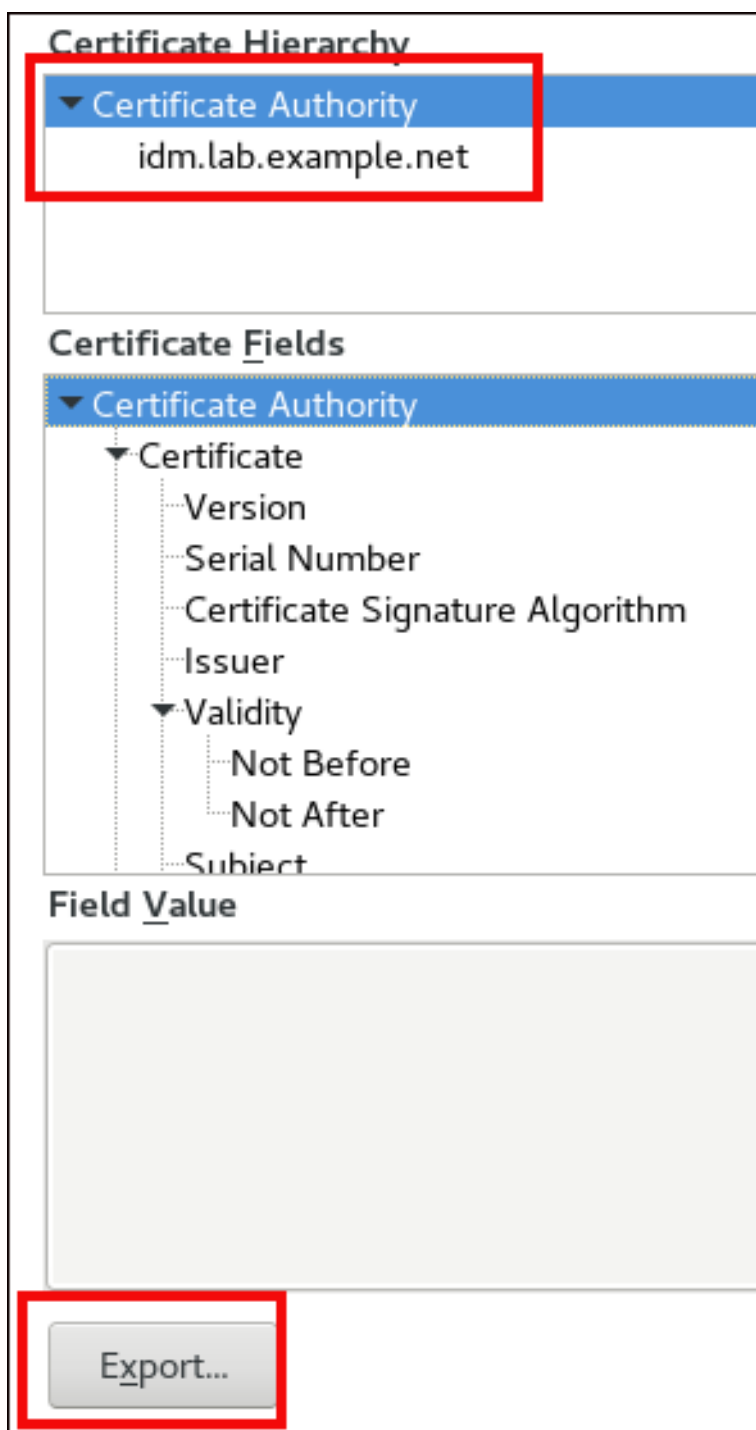 Certificate Hierarchy
Certificate Authority
idm.lab.example.net
Certificate Fields
Certificate Authority
Certificate
Version
Serial Number
Certificate Signature Algorithm
Issuer
Validity
Not Before
Not After
Subject
Field Value
Export...